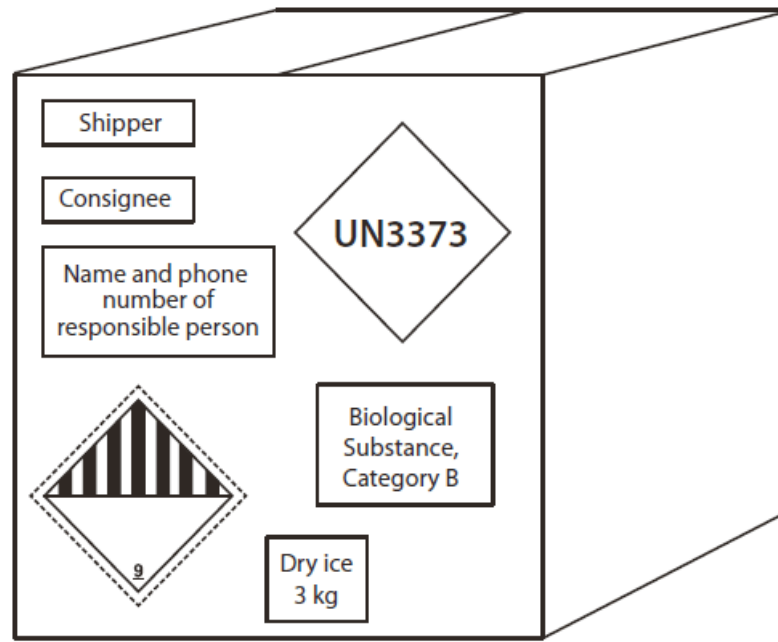 Shipper
Consignee
Name and phone
number of
responsible person
UN3373
Biological
Substance,
Category B
9
Dry ice
3 kg